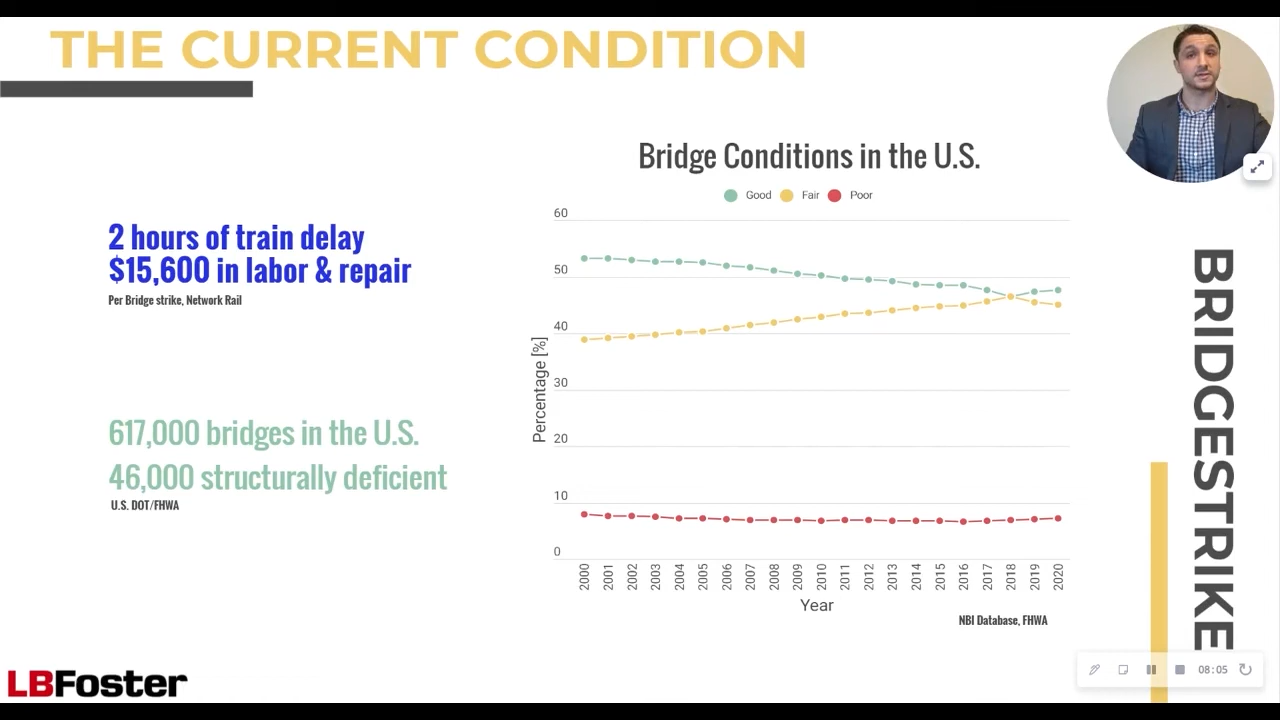 THE CURRENT CONDITION
Bridge Conditions in the U.S.
Good Fair Poor
2 hours of train delay
$15,600 in labor & repair
Per Bridge strike, Network Rail
617,000 bridges in the U.S.
46,000 structurally deficient
U.S. DOT/FHWA
Percentage [%]
60
50
40
30
20
10
0
2000 2001 2002 2003 2004 2005 2006 2007 2008 2009 2010 2011 2012 2013 2014 2015 2016 2017 2018 2019 2020
Year
NBI Database, FHWA
BRIDGESTRIKE
LBFoster
08:05